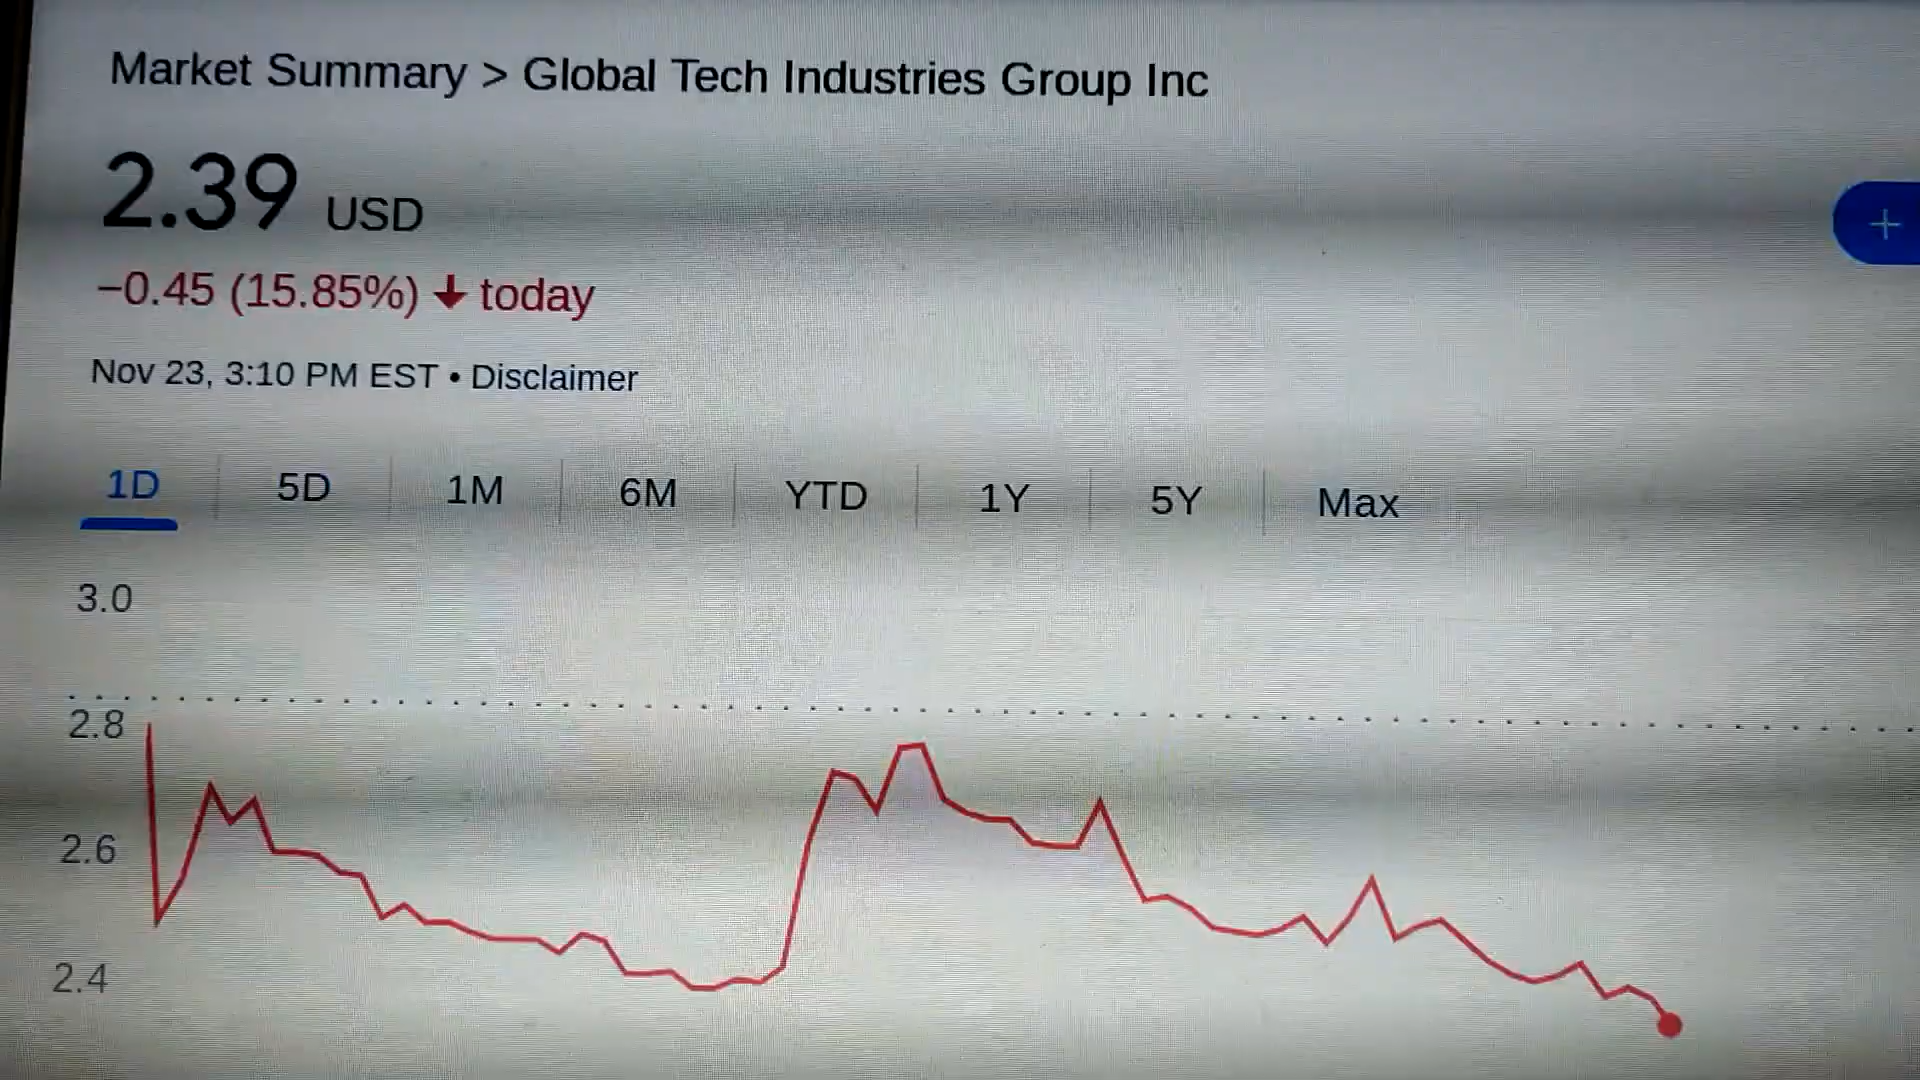 Market Summary > Global Tech Industries Group Inc
2.39 USD
−0.45 (15.85%) ↓ today
Nov 23, 3:10 PM EST • Disclaimer
1D 5D 1M 6M YTD 1Y 5Y Max
3.0
2.8
2.6
2.4